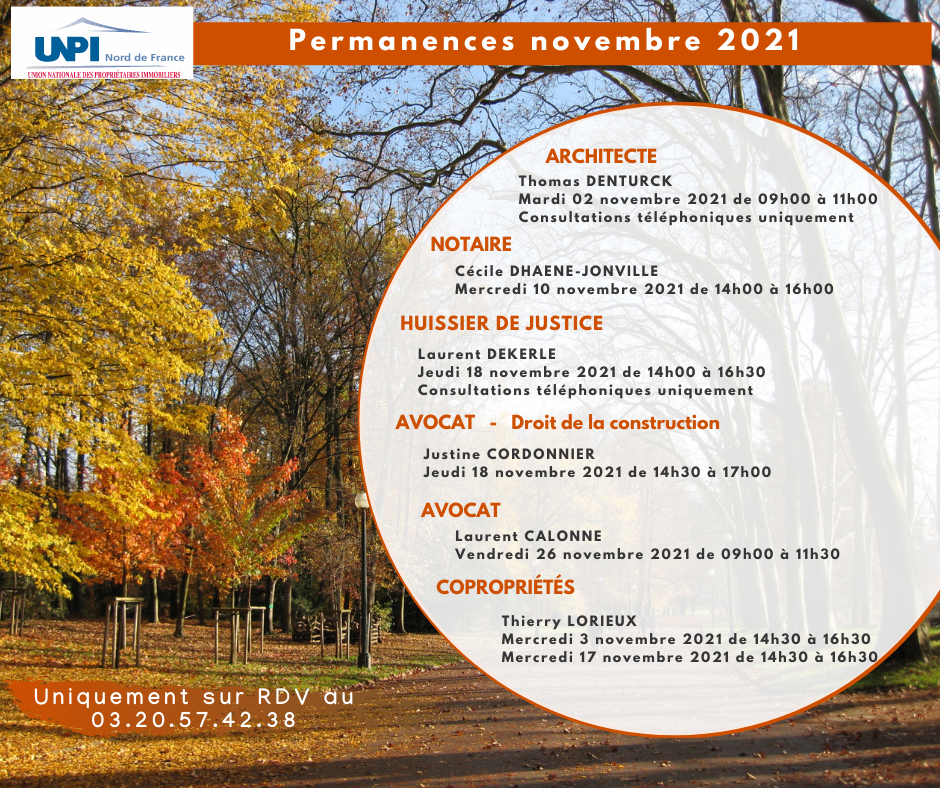 UNPI Nord de France
UNION NATIONALE DES PROPRIÉTAIRES IMMOBILIERS
Permanences novembre 2021
ARCHITECTE
Thomas DENTURCK
Mardi 02 novembre 2021 de 09h00 à 11h00
Consultations téléphoniques uniquement
NOTAIRE
Cécile DHAENE-JONVILLE
Mercredi 10 novembre 2021 de 14h00 à 16h00
HUISSIER DE JUSTICE
Laurent DEKERLE
Jeudi 18 novembre 2021 de 14h00 à 16h30
Consultations téléphoniques uniquement
AVOCAT - Droit de la construction
Justine CORDONNIER
Jeudi 18 novembre 2021 de 14h30 à 17h00
AVOCAT
Laurent CALONNE
Vendredi 26 novembre 2021 de 09h00 à 11h30
COPROPRIÉTÉS
Thierry LORIEUX
Mercredi 3 novembre 2021 de 14h30 à 16h30
Mercredi 17 novembre 2021 de 14h30 à 16h30
Uniquement sur RDV au
03.20.57.42.38